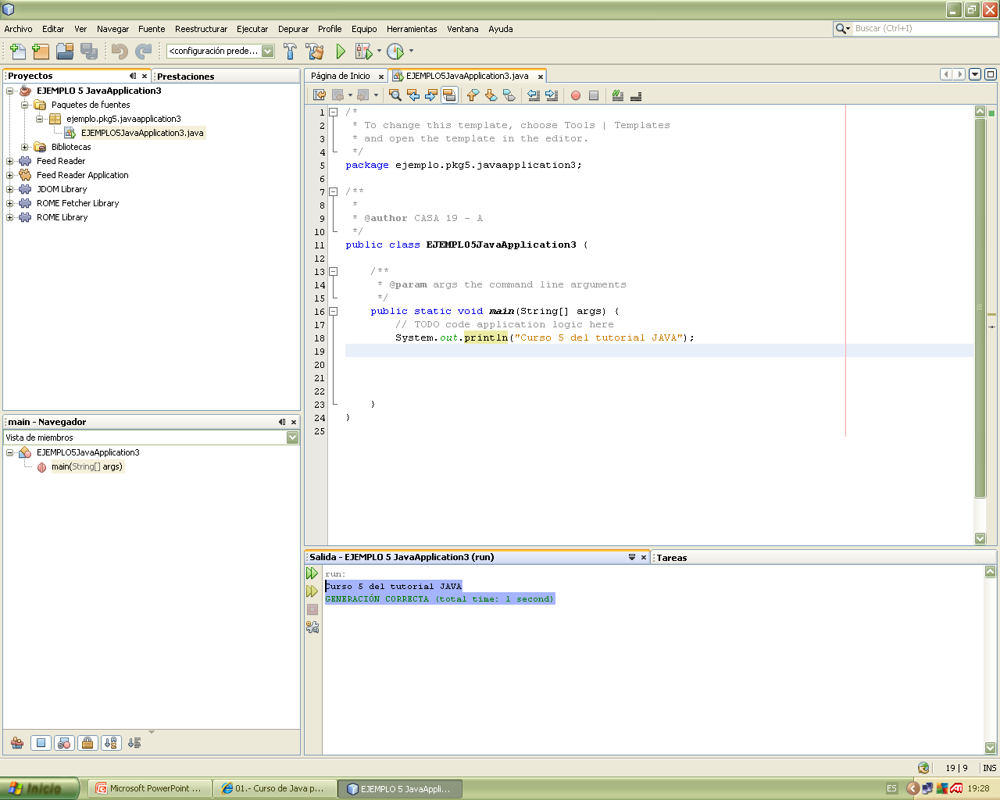 Archivo Editar Ver Navegar Fuente Reestructurar Ejecutar Depurar Profile Equipo Herramientas Ventana Ayuda
Buscar (Ctrl+I)
<configuración prede...
Proyectos
Prestaciones
EJEMPLO 5 JavaApplication3
Paquetes de fuentes
ejemplo.pkg5.javaapplication3
EJEMPLO5JavaApplication3.java
Bibliotecas
Feed Reader
Feed Reader Application
JDOM Library
ROME Fetcher Library
ROME Library
main - Navegador
Vista de miembros
EJEMPLO5JavaApplication3
main(String[] args)
Página de Inicio
EJEMPLO5JavaApplication3.java
1 /*
2 * To change this template, choose Tools | Templates
3 * and open the template in the editor.
4 */
5 package ejemplo.pkg5.javaapplication3;
6
7 /**
8 *
9 * @author CASA 19 - A
10 */
11 public class EJEMPLO5JavaApplication3 {
12
13 /**
14 * @param args the command line arguments
15 */
16 public static void main(String[] args) {
17 // TODO code application logic here
18 System.out.println("Curso 5 del tutorial JAVA");
19
20
21
22
23 }
24 }
25
Salida - EJEMPLO 5 JavaApplication3 (run)
Tareas
run:
Curso 5 del tutorial JAVA
GENERACIÓN CORRECTA (total time: 1 second)
19 | 9 INS
Inicio
Microsoft PowerPoint ...
01.- Curso de Java p...
EJEMPLO 5 JavaAppli...
ES
19:28